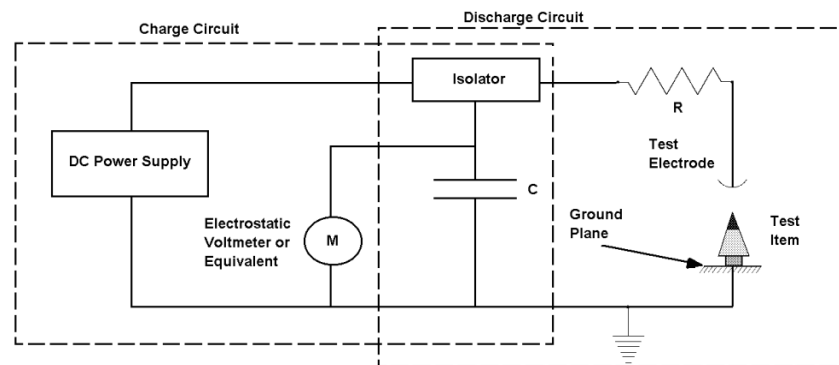 Discharge Circuit
Charge Circuit
Isolator
R
DC Power Supply
Test
Electrode
C
Electrostatic
Voltmeter or
Equivalent
M
Ground
Plane
Test
Item